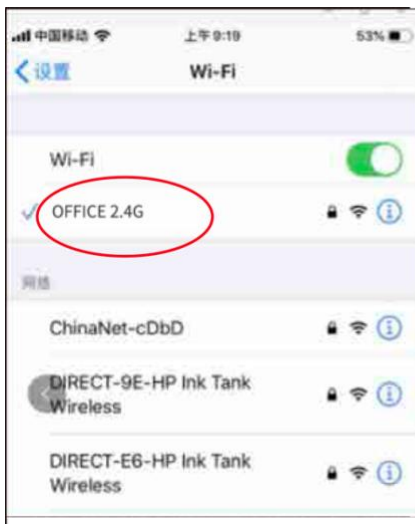 中国移动 上午9:19 53%
设置 Wi-Fi
Wi-Fi
OFFICE 2.4G
网络
ChinaNet-cDbD
DIRECT-9E-HP Ink Tank
Wireless
DIRECT-E6-HP Ink Tank
Wireless